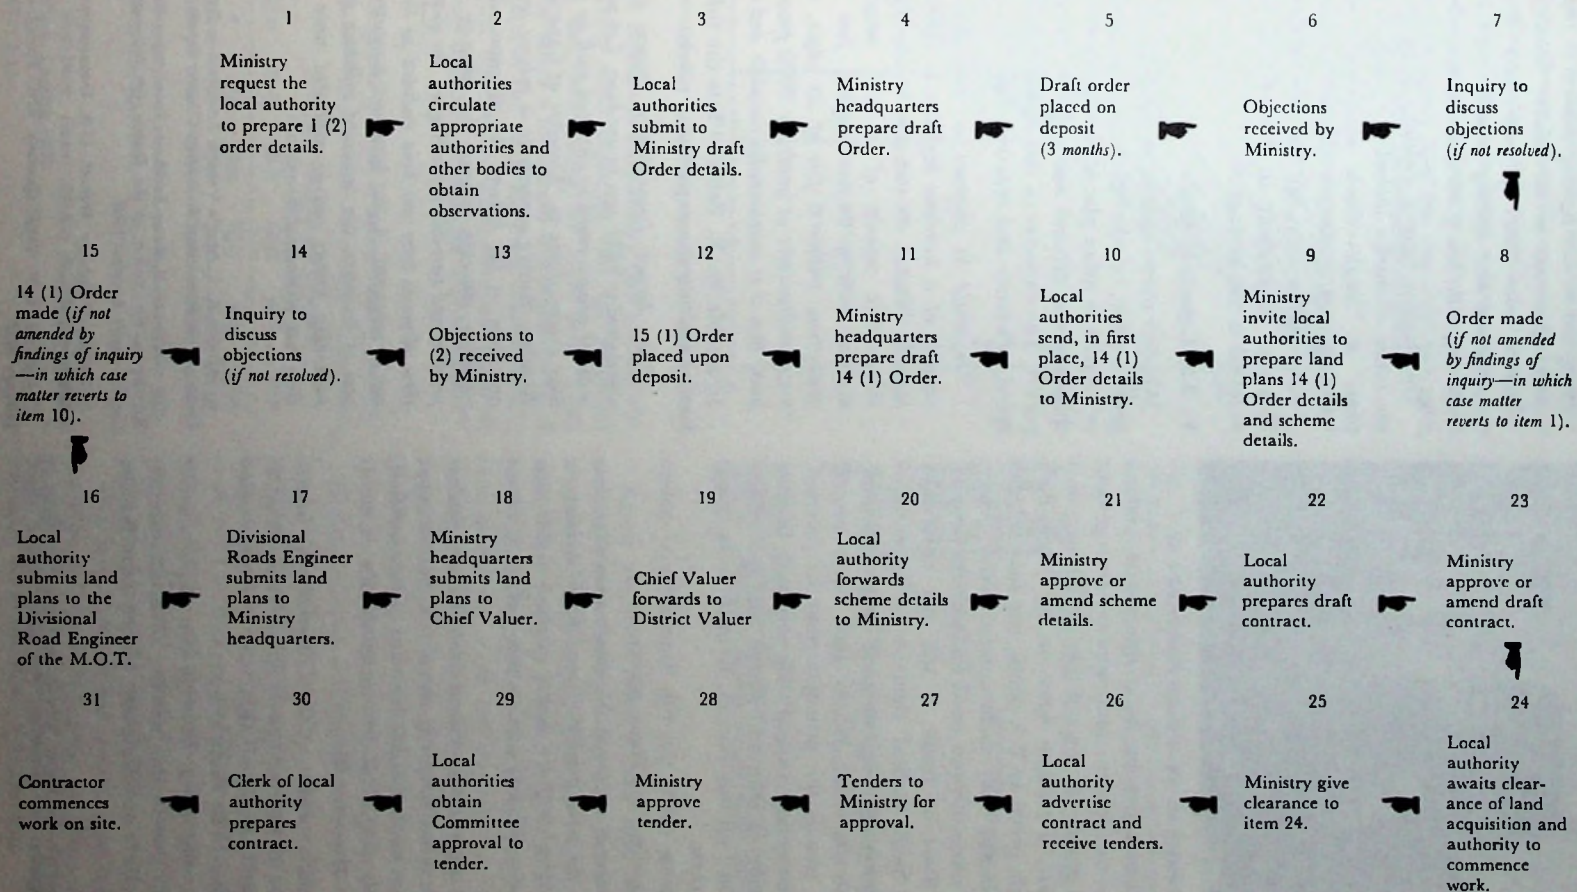 1
Ministry
request the
local authority
to prepare 1 (2)
order details.
2
Local
authorities
circulate
appropriate
authorities and
other bodies to
obtain
observations.
3
Local
authorities
submit to
Ministry draft
Order details.
4
Ministry
headquarters
prepare draft
Order.
5
Draft order
placed on
deposit
(3 months).
6
Objections
received by
Ministry.
7
Inquiry to
discuss
objections
(if not resolved).
8
Order made
(if not amended
by findings of
inquiry—in which
case matter
reverts to item 1).
9
Ministry
invite local
authorities to
prepare land
plans 14 (1)
Order details
and scheme
details.
10
Local
authorities
send, in first
place, 14 (1)
Order details
to Ministry.
11
Ministry
headquarters
prepare draft
14 (1) Order.
12
15 (1) Order
placed upon
deposit.
13
Objections to
(2) received
by Ministry.
14
Inquiry to
discuss
objections
(if not resolved).
15
14 (1) Order
made (if not
amended by
findings of inquiry
—in which case
matter reverts to
item 10).
16
Local
authority
submits land
plans to the
Divisional
Road Engineer
of the M.O.T.
17
Divisional
Roads Engineer
submits land
plans to
Ministry
headquarters.
18
Ministry
headquarters
submits land
plans to
Chief Valuer.
19
Chief Valuer
forwards to
District Valuer
20
Local
authority
forwards
scheme details
to Ministry.
21
Ministry
approve or
amend scheme
details.
22
Local
authority
prepares draft
contract.
23
Ministry
approve or
amend draft
contract.
24
Local
authority
awaits clear-
ance of land
acquisition and
authority to
commence
work.
25
Ministry give
clearance to
item 24.
26
Local
authority
advertise
contract and
receive tenders.
27
Tenders to
Ministry for
approval.
28
Ministry
approve
tender.
29
Local
authorities
obtain
Committee
approval to
tender.
30
Clerk of local
authority
prepares
contract.
31
Contractor
commences
work on site.